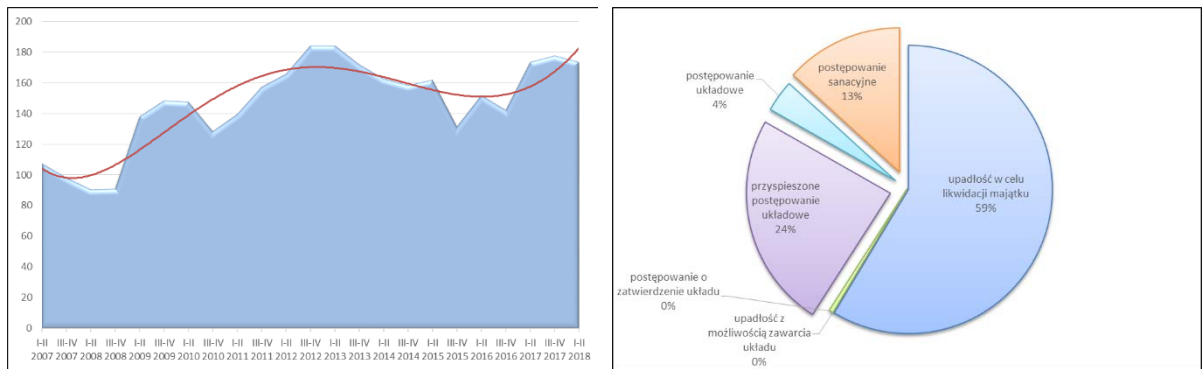 200
180
160
140
120
100
80
60
40
20
0
I-II III-IV I-II III-IV I-II III-IV I-II III-IV I-II III-IV I-II III-IV I-II III-IV I-II III-IV I-II III-IV I-II III-IV I-II III-IV I-II
2007 2007 2008 2008 2009 2009 2010 2010 2011 2011 2012 2012 2013 2013 2014 2014 2015 2015 2016 2016 2017 2017 2018
postępowanie
sanacyjne
13%
postępowanie
układowe
4%
upadłość w celu
likwidacji majątku
59%
przyspieszone
postępowanie
układowe
24%
postępowanie o
zatwierdzenie układu
0%
upadłość z
możliwością zawarcia
układu
0%